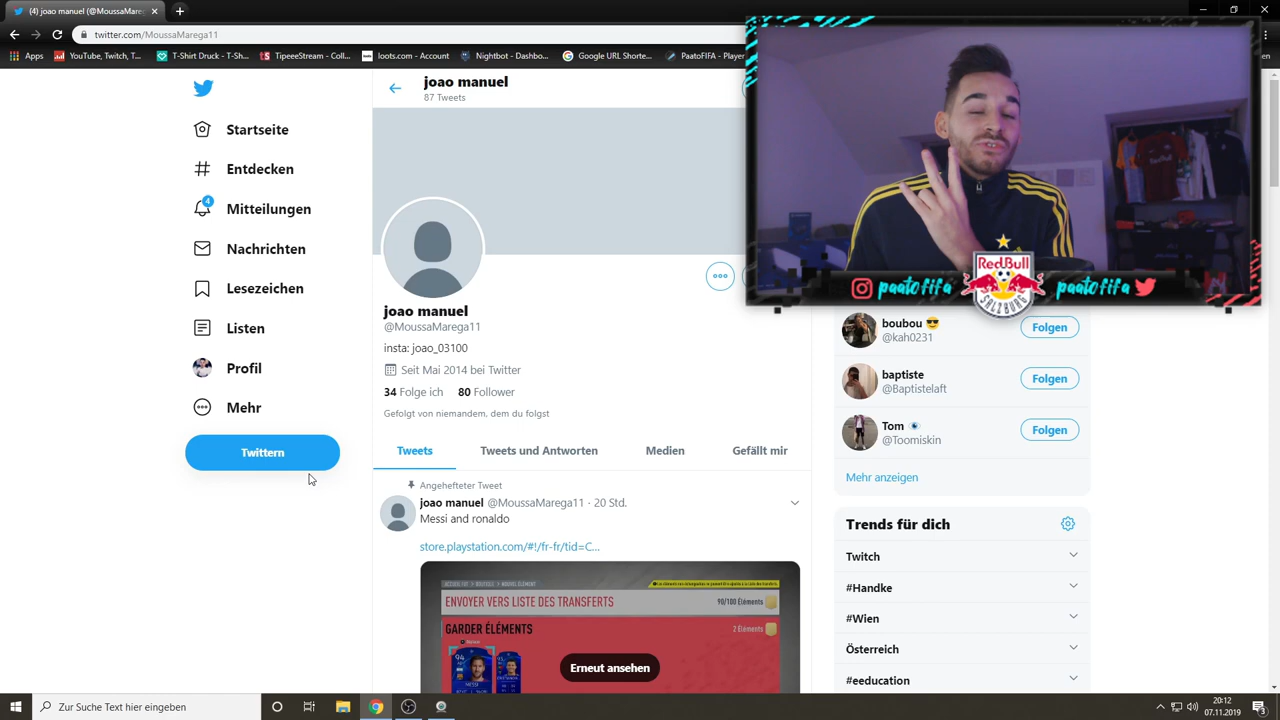 (4) joao manuel (@MoussaMarega
twitter.com/MoussaMarega11
Apps
YouTube, Twitch, T...
T-Shirt Druck - T-Sh...
TipeeeStream - Coll...
loots.com - Account
Nightbot - Dashbo...
Google URL Shorte...
PaatoFIFA - Player
Startseite
Entdecken
4
Mitteilungen
Nachrichten
Lesezeichen
Listen
Profil
Mehr
Twittern
joao manuel
87 Tweets
joao manuel
@MoussaMarega11
insta: joao_03100
Seit Mai 2014 bei Twitter
34 Folge ich 80 Follower
Gefolgt von niemandem, dem du folgst
Tweets
Tweets und Antworten
Medien
Gefällt mir
Angehefteter Tweet
joao manuel @MoussaMarega11 · 20 Std.
Messi and ronaldo
store.playstation.com/#!/fr-fr/tid=C...
ENVOYER VERS LISTE DES TRANSFERTS
90/100 Éléments
GARDER ÉLÉMENTS
2 Éléments
94
MESSI
Erneut ansehen
paatofifa
RedBull
SALZBURG
paatofifa
boubou
@kah0231
Folgen
baptiste
@Baptistelaft
Folgen
Tom
@Toomiskin
Folgen
Mehr anzeigen
Trends für dich
Twitch
#Handke
#Wien
Österreich
#eeducation
Zur Suche Text hier eingeben
20:12
07.11.2019
3